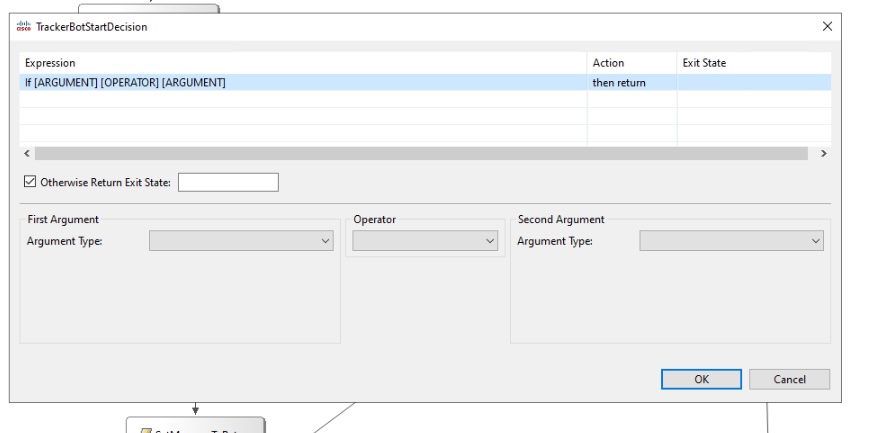 cisco TrackerBotStartDecision
Expression Action Exit State
If [ARGUMENT] [OPERATOR] [ARGUMENT] then return
Otherwise Return Exit State:
First Argument Operator Second Argument
Argument Type: Argument Type:
OK Cancel